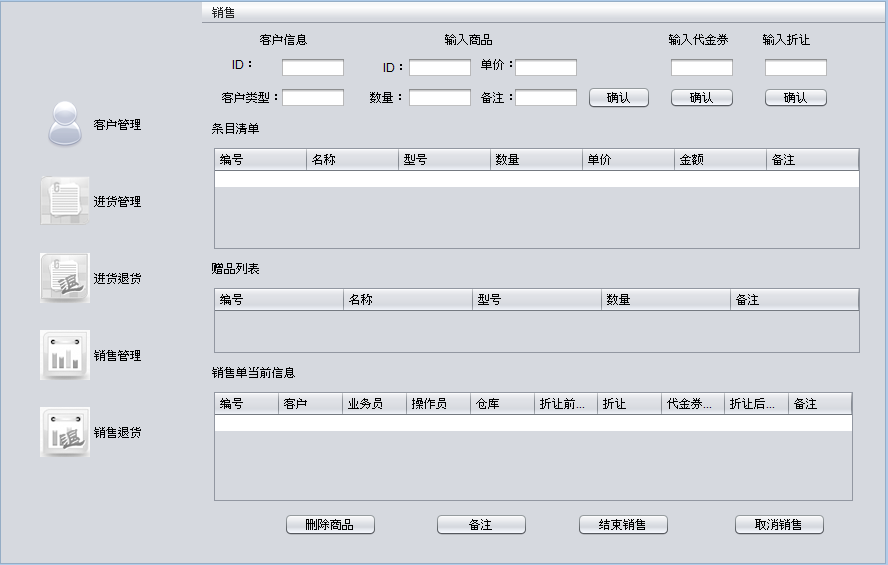 销售
客户信息 输入商品 输入代金券 输入折让
ID： ID： 单价：
客户类型： 数量： 备注： 确认 确认 确认
条目清单
编号 名称 型号 数量 单价 金额 备注
赠品列表
编号 名称 型号 数量 备注
销售单当前信息
编号 客户 业务员 操作员 仓库 折让前... 折让 代金券... 折让后... 备注
删除商品 备注 结束销售 取消销售
客户管理
进货管理
进货退货
销售管理
销售退货
退
退